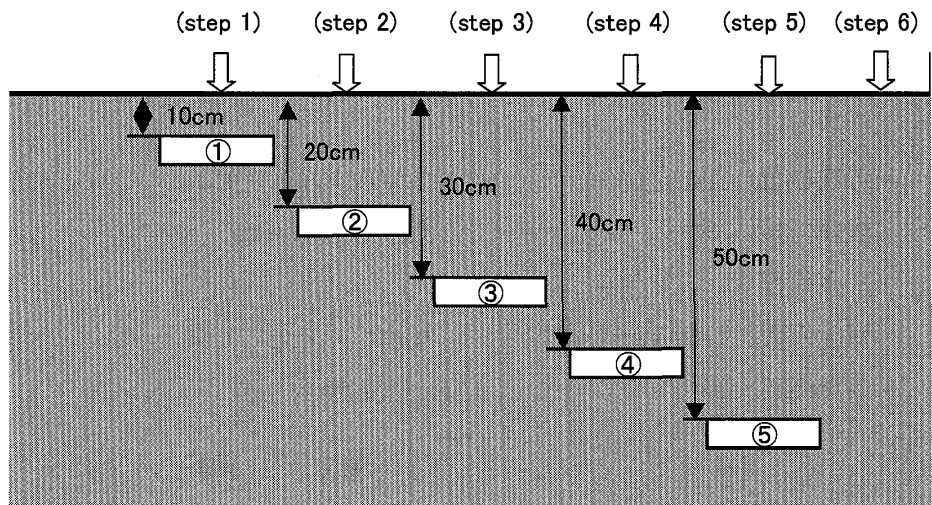 (step 1) (step 2) (step 3) (step 4) (step 5) (step 6)
10cm
①
20cm
②
30cm
③
40cm
④
50cm
⑤